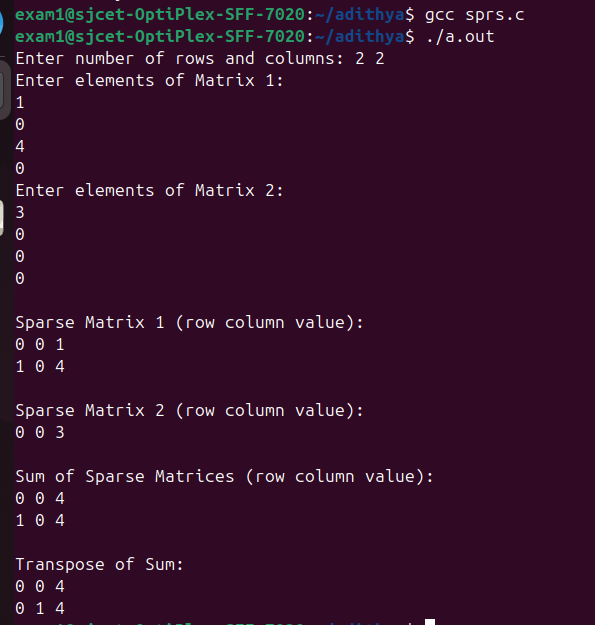 exam1@sjcet-OptiPlex-SFF-7020:~/adithya$ gcc sprs.c
exam1@sjcet-OptiPlex-SFF-7020:~/adithya$ ./a.out
Enter number of rows and columns: 2 2
Enter elements of Matrix 1:
1
0
4
0
Enter elements of Matrix 2:
3
0
0
0
Sparse Matrix 1 (row column value):
0 0 1
1 0 4
Sparse Matrix 2 (row column value):
0 0 3
Sum of Sparse Matrices (row column value):
0 0 4
1 0 4
Transpose of Sum:
0 0 4
0 1 4